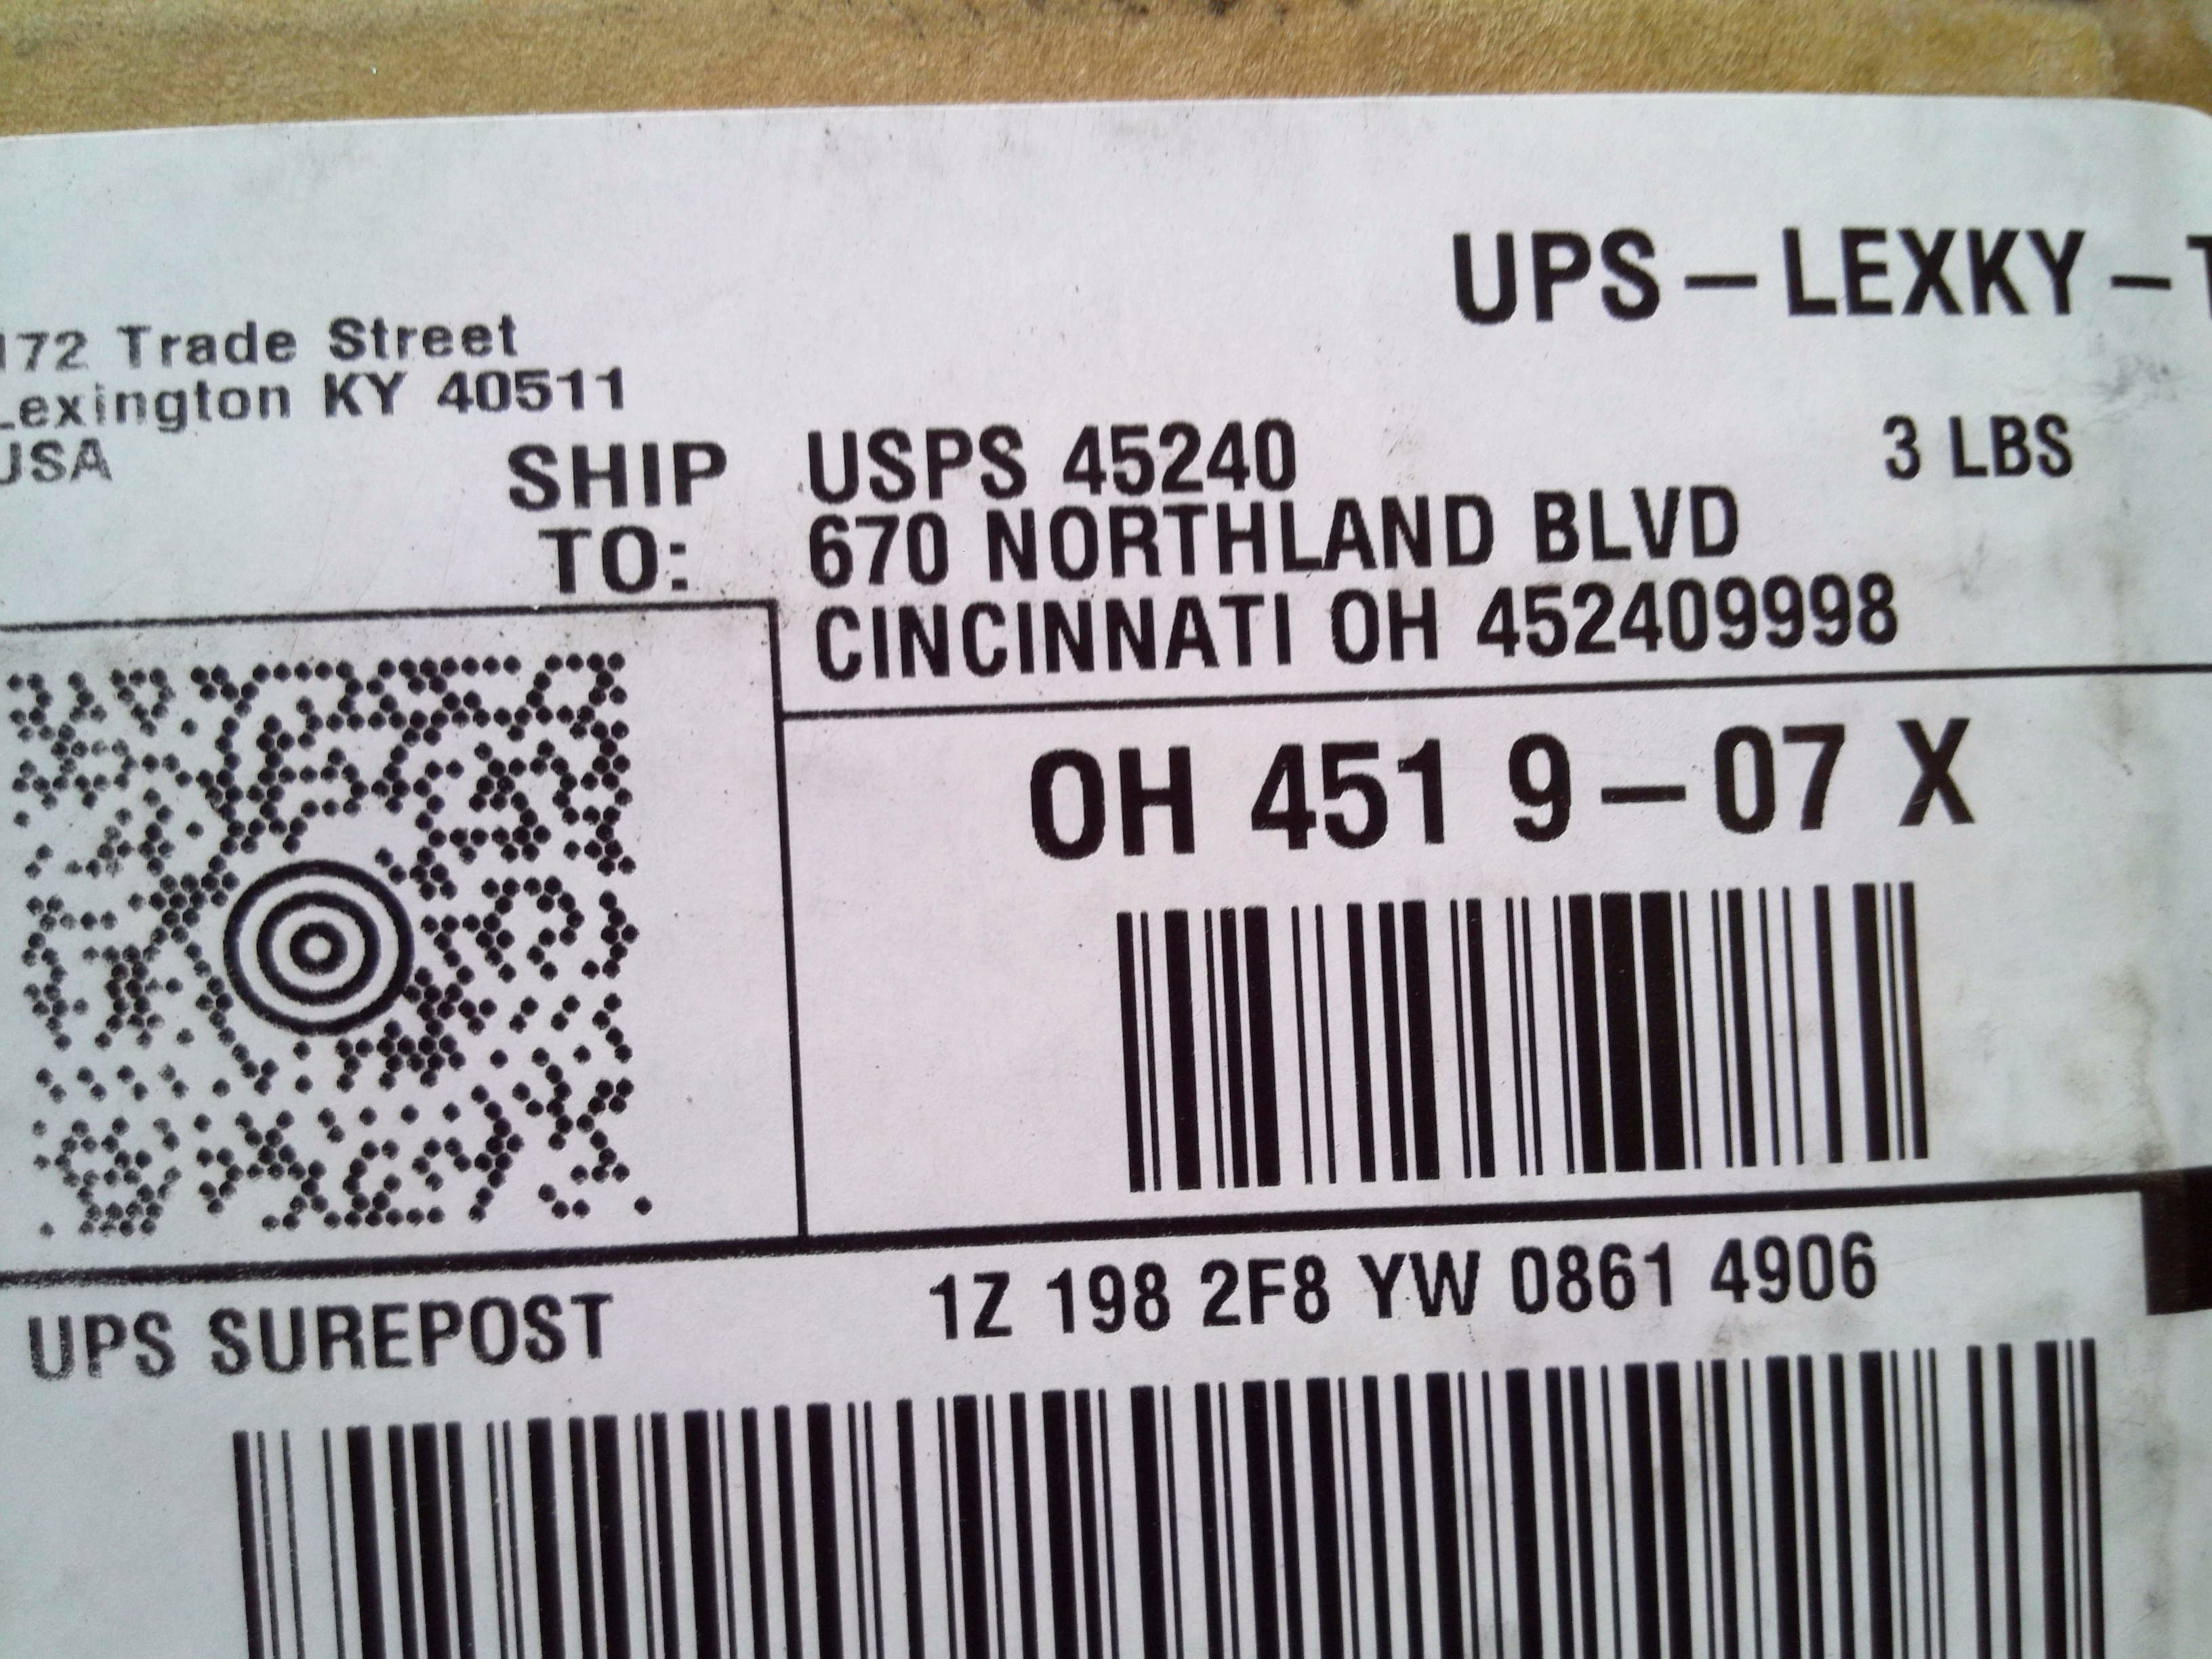 UPS – LEXKY –
172 Trade Street
Lexington KY 40511
USA
3 LBS
SHIP TO:
USPS 45240
670 NORTHLAND BLVD
CINCINNATI OH 452409998
OH 451 9 – 07 X
UPS SUREPOST
1Z 198 2F8 YW 0861 4906